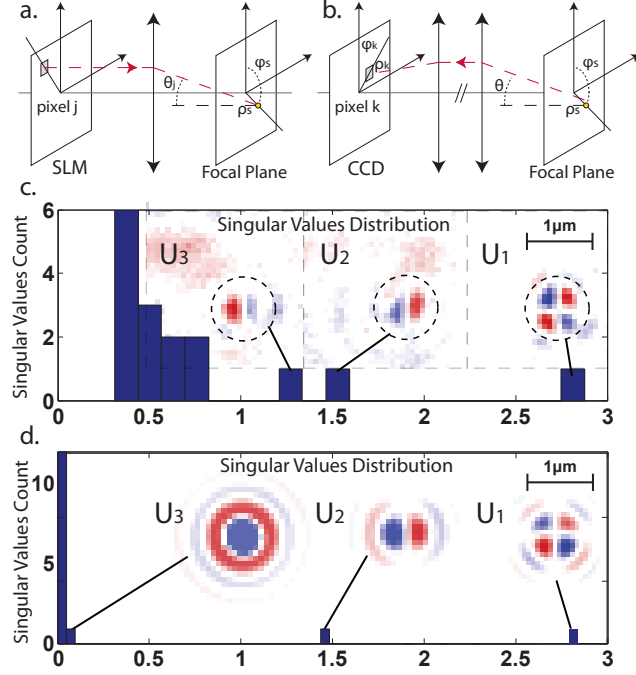 a.
b.
φs
φk
φs
θj
ρk
θ
pixel j
ρs
pixel k
ρs
SLM
Focal Plane
CCD
Focal Plane
c.
Singular Values Count
6
4
2
0
Singular Values Distribution
U3
U2
U1
1μm
0
0.5
1
1.5
2
2.5
3
d.
Singular Values Count
10
5
0
Singular Values Distribution
U3
U2
U1
1μm
0
0.5
1
1.5
2
2.5
3